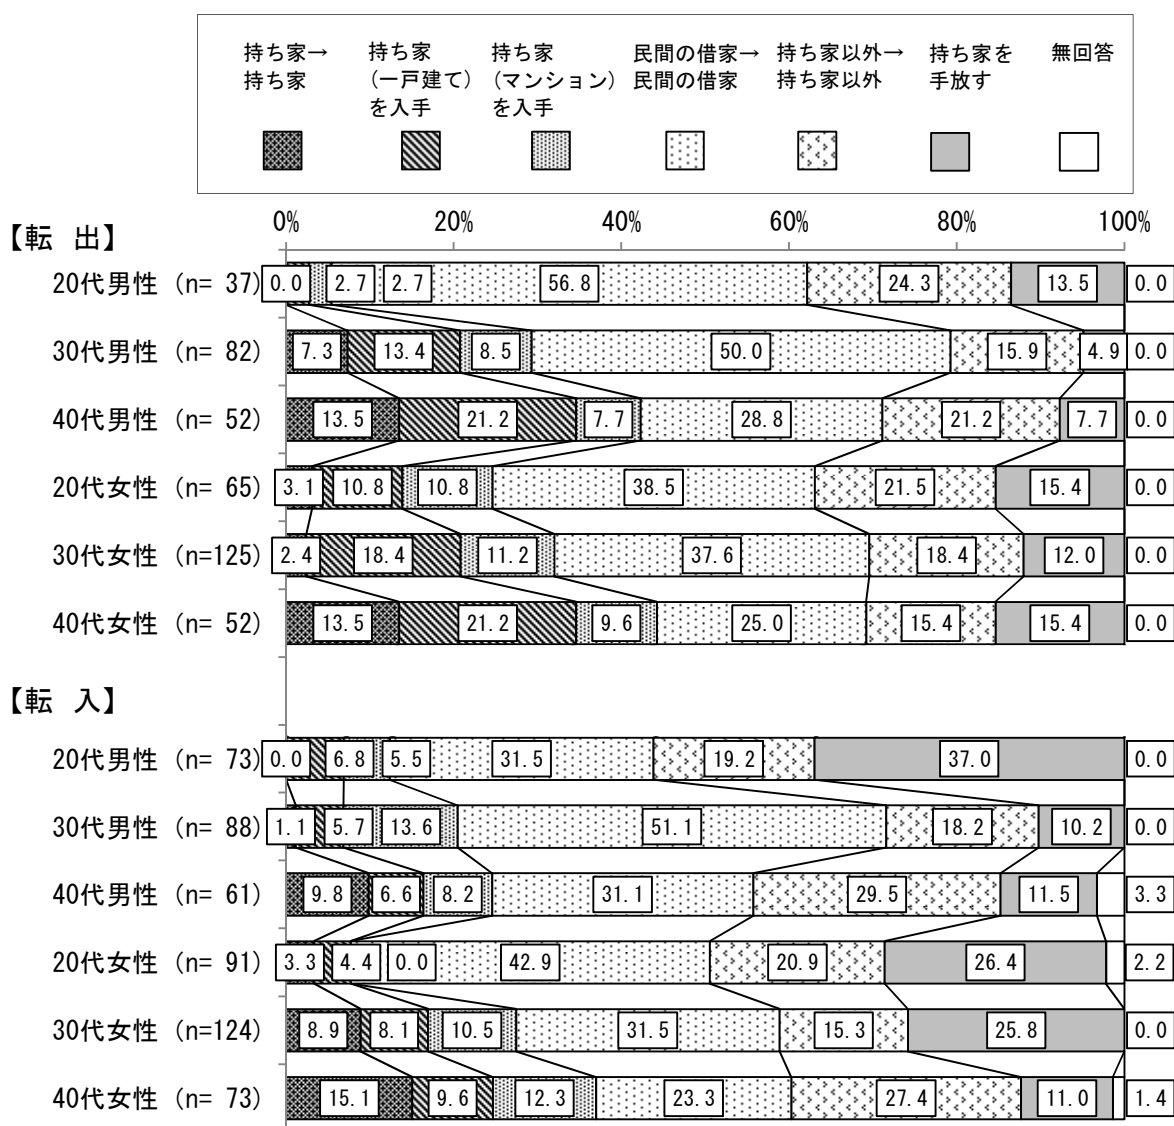 持ち家→ 持ち家 持ち家 民間の借家→ 持ち家以外→ 持ち家を 無回答
持ち家 (一戸建て) (マンション) 民間の借家 持ち家以外 手放す
を入手 を入手
0% 20% 40% 60% 80% 100%
【転 出】
20代男性 (n= 37) 0.0 2.7 2.7 56.8 24.3 13.5 0.0
30代男性 (n= 82) 7.3 13.4 8.5 50.0 15.9 4.9 0.0
40代男性 (n= 52) 13.5 21.2 7.7 28.8 21.2 7.7 0.0
20代女性 (n= 65) 3.1 10.8 10.8 38.5 21.5 15.4 0.0
30代女性 (n=125) 2.4 18.4 11.2 37.6 18.4 12.0 0.0
40代女性 (n= 52) 13.5 21.2 9.6 25.0 15.4 15.4 0.0
【転 入】
20代男性 (n= 73) 0.0 6.8 5.5 31.5 19.2 37.0 0.0
30代男性 (n= 88) 1.1 5.7 13.6 51.1 18.2 10.2 0.0
40代男性 (n= 61) 9.8 6.6 8.2 31.1 29.5 11.5 3.3
20代女性 (n= 91) 3.3 4.4 0.0 42.9 20.9 26.4 2.2
30代女性 (n=124) 8.9 8.1 10.5 31.5 15.3 25.8 0.0
40代女性 (n= 73) 15.1 9.6 12.3 23.3 27.4 11.0 1.4